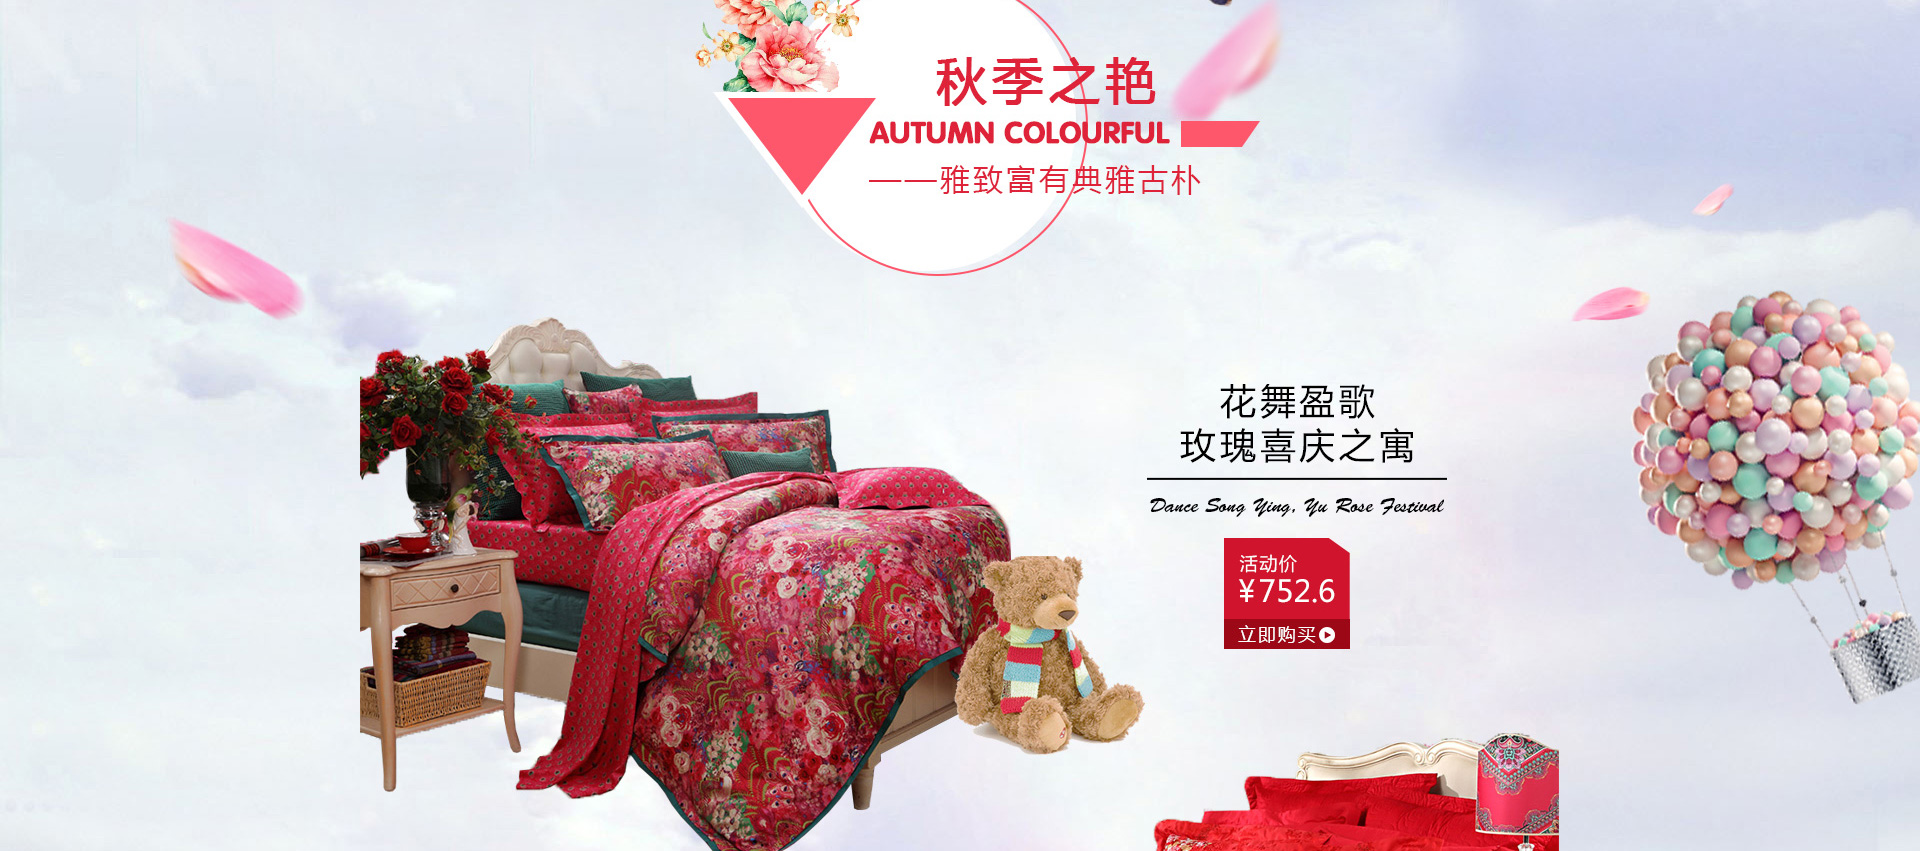 秋季之艳
AUTUMN COLOURFUL
——雅致富有典雅古朴
花舞盈歌
玫瑰喜庆之寓
Dance Song Ying, Yu Rose Festival
活动价
¥752.6
立即购买